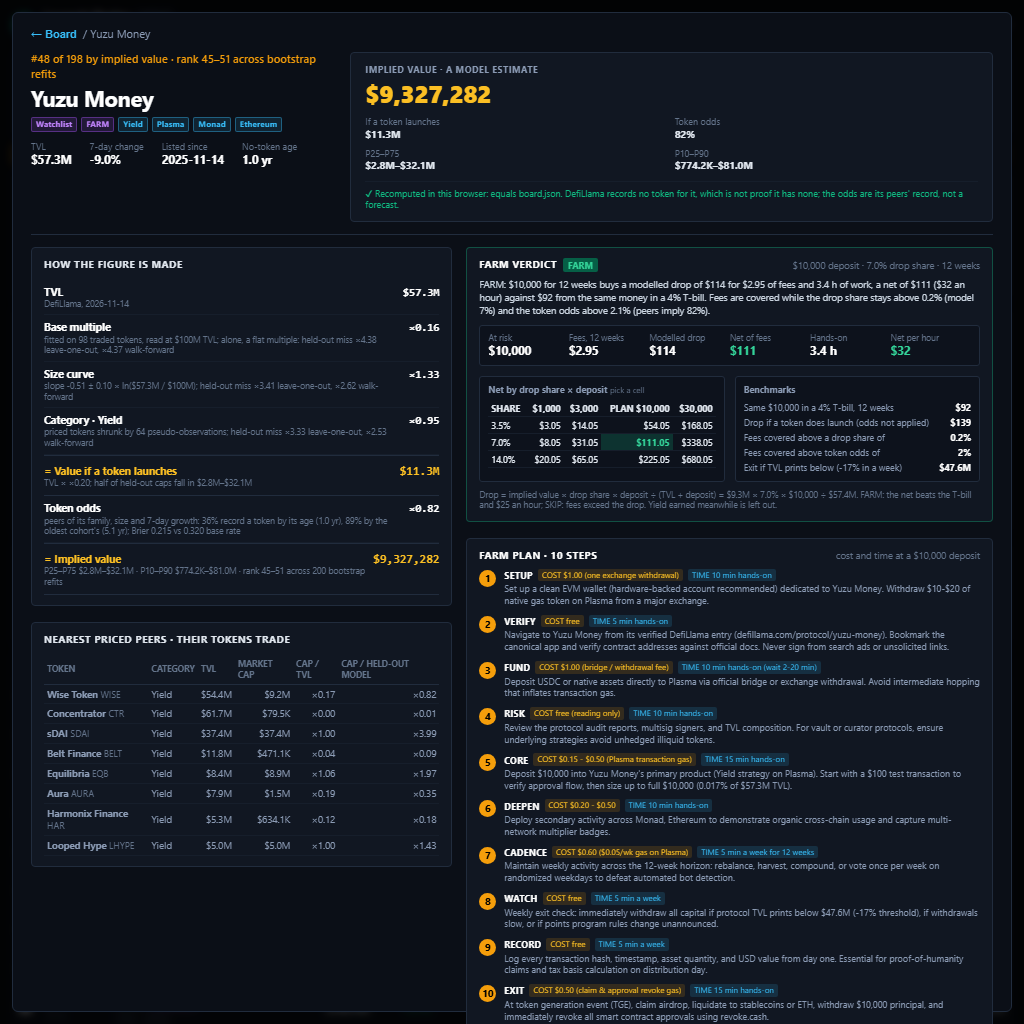 ← Board / Yuzu Money
#48 of 198 by implied value · rank 45–51 across bootstrap
refits
Yuzu Money
Watchlist FARM Yield Plasma Monad Ethereum
TVL 7-day change Listed since No-token age
$57.3M -9.0% 2025-11-14 1.0 yr
IMPLIED VALUE · A MODEL ESTIMATE
$9,327,282
If a token launches Token odds
$11.3M 82%
P25–P75 P10–P90
$2.8M–$32.1M $774.2K–$81.0M
✓ Recomputed in this browser: equals board.json. DefiLlama records no token for it, which is not proof it has none; the odds are its peers' record, not a
forecast.
HOW THE FIGURE IS MADE
TVL $57.3M
DefiLlama, 2026-11-14
Base multiple ×0.16
fitted on 98 traded tokens, read at $100M TVL; alone, a flat multiple: held-out miss ×4.38
leave-one-out, ×4.37 walk-forward
Size curve ×1.33
slope -0.51 ± 0.10 × ln($57.3M / $100M); held-out miss ×3.41 leave-one-out, ×2.62 walk-
forward
Category · Yield ×0.95
priced tokens shrunk by 64 pseudo-observations; held-out miss ×3.33 leave-one-out, ×2.53
walk-forward
= Value if a token launches $11.3M
TVL × ×0.20; half of held-out caps fall in $2.8M–$32.1M
Token odds ×0.82
peers of its family, size and 7-day growth: 36% record a token by its age (1.0 yr), 89% by the
oldest cohort's (5.1 yr); Brier 0.215 vs 0.320 base rate
= Implied value $9,327,282
P25–P75 $2.8M–$32.1M · P10–P90 $774.2K–$81.0M · rank 45–51 across 200 bootstrap
refits
NEAREST PRICED PEERS · THEIR TOKENS TRADE
TOKEN CATEGORY TVL MARKET CAP CAP / TVL CAP / HELD-OUT MODEL
Wise Token WISE Yield $54.4M $9.2M ×0.17 ×0.82
Concentrator CTR Yield $61.7M $79.5K ×0.00 ×0.01
sDAI SDAI Yield $37.4M $37.4M ×1.00 ×3.99
Belt Finance BELT Yield $11.8M $471.1K ×0.04 ×0.09
Equilibria EQB Yield $8.4M $8.9M ×1.06 ×1.97
Aura AURA Yield $7.9M $1.5M ×0.19 ×0.35
Harmonix Finance HAR Yield $5.3M $634.1K ×0.12 ×0.18
Looped Hype LHYPE Yield $5.0M $5.0M ×1.00 ×1.43
FARM VERDICT FARM $10,000 deposit · 7.0% drop share · 12 weeks
FARM: $10,000 for 12 weeks buys a modelled drop of $114 for $2.95 of fees and 3.4 h of work, a net of $111 ($32 an
hour) against $92 from the same money in a 4% T-bill. Fees are covered while the drop share stays above 0.2% (model
7%) and the token odds above 2.1% (peers imply 82%).
At risk Fees, 12 weeks Modelled drop Net of fees Hands-on Net per hour
$10,000 $2.95 $114 $111 3.4 h $32
Net by drop share × deposit pick a cell
SHARE $1,000 $3,000 PLAN $10,000 $30,000
3.5% $3.05 $14.05 $54.05 $168.05
7.0% $8.05 $31.05 $111.05 $338.05
14.0% $20.05 $65.05 $225.05 $680.05
Benchmarks
Same $10,000 in a 4% T-bill, 12 weeks $92
Drop if a token does launch (odds not applied) $139
Fees covered above a drop share of 0.2%
Fees covered above token odds of 2%
Exit if TVL prints below (-17% in a week) $47.6M
Drop = implied value × drop share × deposit ÷ (TVL + deposit) = $9.3M × 7.0% × $10,000 ÷ $57.4M. FARM: the net beats the T-bill
and $25 an hour; SKIP: fees exceed the drop. Yield earned meanwhile is left out.
FARM PLAN · 10 STEPS cost and time at a $10,000 deposit
1 SETUP COST $1.00 (one exchange withdrawal) TIME 10 min hands-on
Set up a clean EVM wallet (hardware-backed account recommended) dedicated to Yuzu Money. Withdraw $10-$20 of
native gas token on Plasma from a major exchange.
2 VERIFY COST free TIME 5 min hands-on
Navigate to Yuzu Money from its verified DefiLlama entry (defillama.com/protocol/yuzu-money). Bookmark the
canonical app and verify contract addresses against official docs. Never sign from search ads or unsolicited links.
3 FUND COST $1.00 (bridge / withdrawal fee) TIME 10 min hands-on (wait 2-20 min)
Deposit USDC or native assets directly to Plasma via official bridge or exchange withdrawal. Avoid intermediate hopping
that inflates transaction gas.
4 RISK COST free (reading only) TIME 10 min hands-on
Review the protocol audit reports, multisig signers, and TVL composition. For vault or curator protocols, ensure
underlying strategies avoid unhedged illiquid tokens.
5 CORE COST $0.15 - $0.50 (Plasma transaction gas) TIME 15 min hands-on
Deposit $10,000 into Yuzu Money's primary product (Yield strategy on Plasma). Start with a $100 test transaction to
verify approval flow, then size up to full $10,000 (0.017% of $57.3M TVL).
6 DEEPEN COST $0.20 - $0.50 TIME 10 min hands-on
Deploy secondary activity across Monad, Ethereum to demonstrate organic cross-chain usage and capture multi-
network multiplier badges.
7 CADENCE COST $0.60 ($0.05/wk gas on Plasma) TIME 5 min a week for 12 weeks
Maintain weekly activity across the 12-week horizon: rebalance, harvest, compound, or vote once per week on
randomized weekdays to defeat automated bot detection.
8 WATCH COST free TIME 5 min a week
Weekly exit check: immediately withdraw all capital if protocol TVL prints below $47.6M (-17% threshold), if withdrawals
slow, or if points program rules change unannounced.
9 RECORD COST free TIME 5 min a week
Log every transaction hash, timestamp, asset quantity, and USD value from day one. Essential for proof-of-humanity
claims and tax basis calculation on distribution day.
10 EXIT COST $0.50 (claim & approval revoke gas) TIME 15 min hands-on
At token generation event (TGE), claim airdrop, liquidate to stablecoins or ETH, withdraw $10,000 principal, and
immediately revoke all smart contract approvals using revoke.cash.